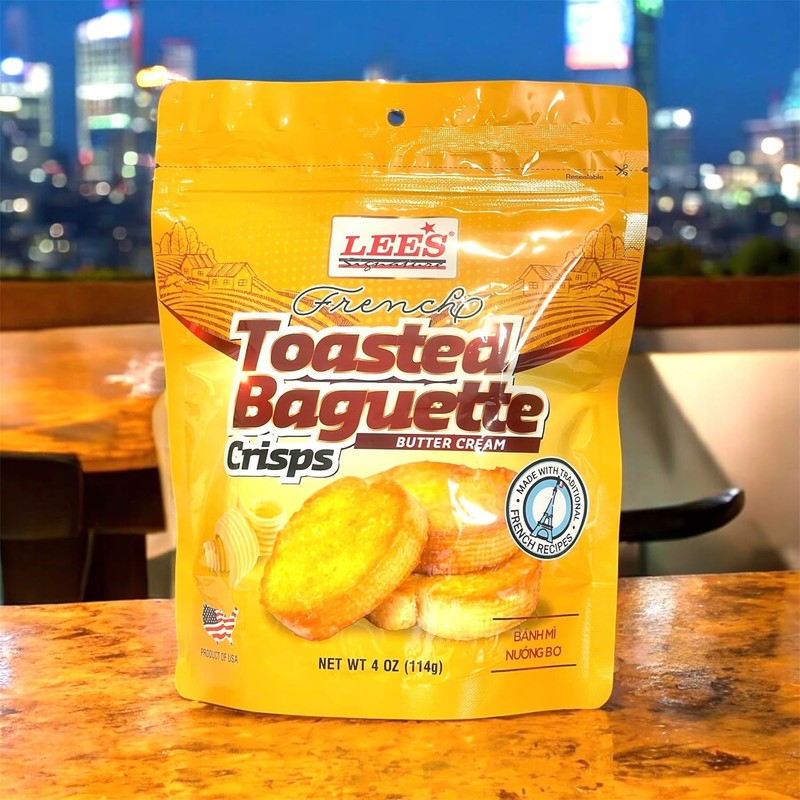 Resealable
LEE'S®
Signature
French
Toasted
Baguette
BUTTER CREAM
Crisps
• MADE WITH TRADITIONAL •
FRENCH RECIPES
PRODUCT OF USA
NET WT 4 OZ (114g)
BÁNH MÌ
NƯỚNG BƠ